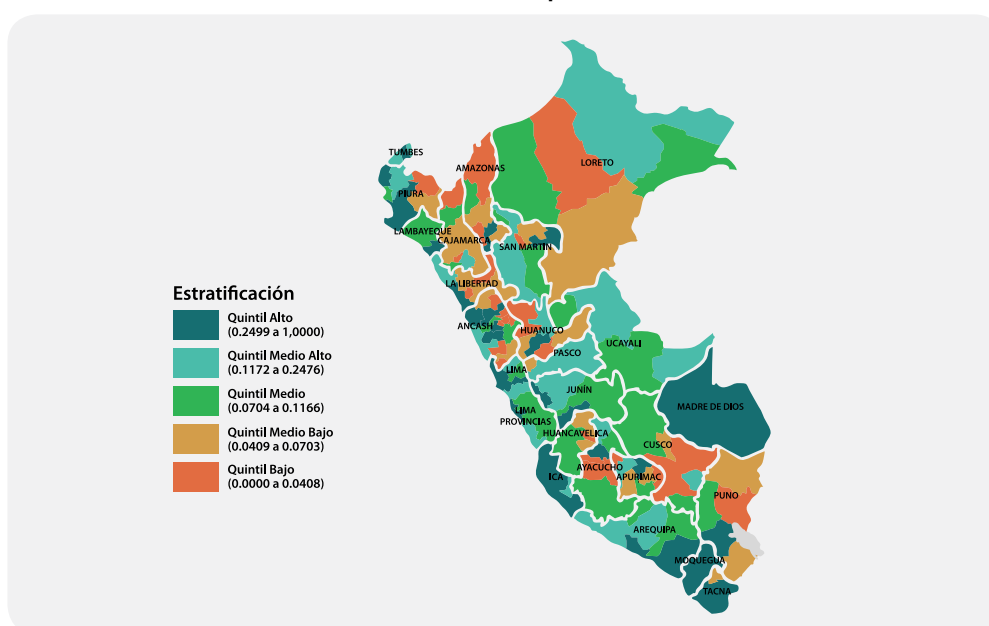 TUMBES
AMAZONAS
LORETO
PIURA
LAMBAYEQUE
CAJAMARCA
SAN MARTIN
LA LIBERTAD
Estratificación
Quintil Alto
(0.2499 a 1,0000)
Quintil Medio Alto
(0.1172 a 0.2476)
Quintil Medio
(0.0704 a 0.1166)
Quintil Medio Bajo
(0.0409 a 0.0703)
Quintil Bajo
(0.0000 a 0.0408)
ANCASH
HUANUCO
UCAYALI
PASCO
LIMA
JUNÍN
MADRE DE DIOS
LIMA
PROVINCIAS
HUANCAVELICA
CUSCO
AYACUCHO
APURIMAC
ICA
PUNO
AREQUIPA
MOQUEGUA
TACNA